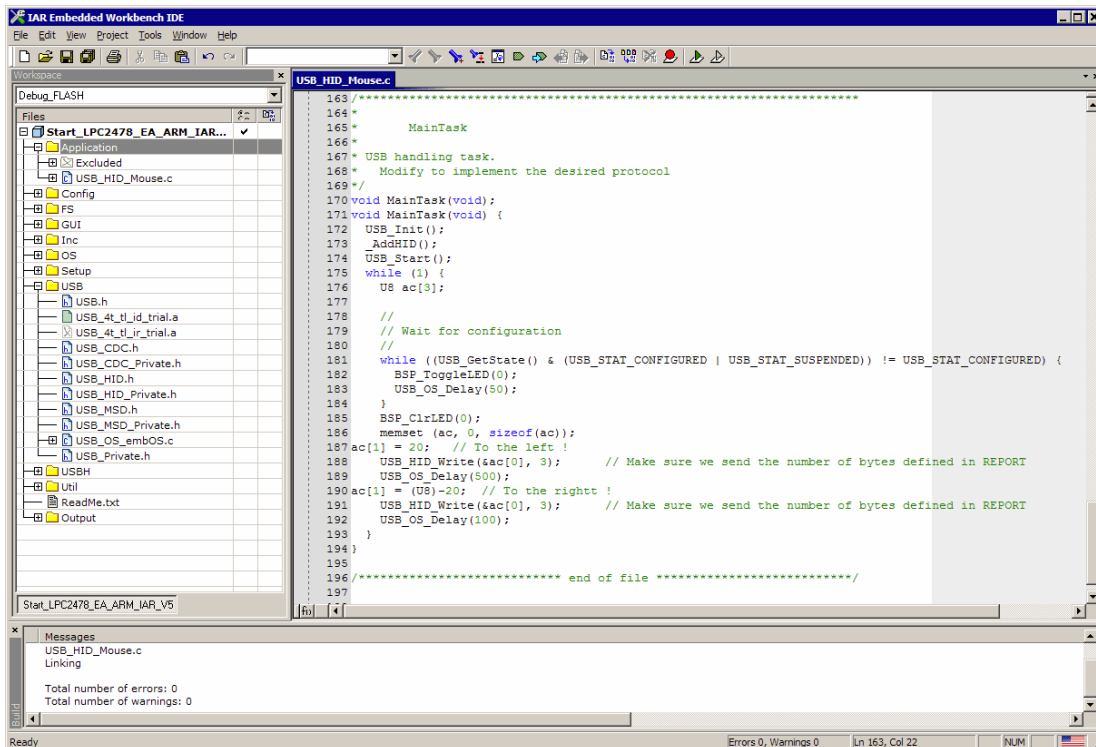 IAR Embedded Workbench IDE
File Edit View Project Tools Window Help
Workspace
Debug_FLASH
Files
Start_LPC2478_EA_ARM_IAR...
Application
Excluded
USB_HID_Mouse.c
Config
FS
GUI
Inc
OS
Setup
USB
USB.h
USB_4t_tl_id_trial.a
USB_4t_tl_ir_trial.a
USB_CDC.h
USB_CDC_Private.h
USB_HID.h
USB_HID_Private.h
USB_MSD.h
USB_MSD_Private.h
USB_OS_embOS.c
USB_Private.h
USBH
Util
ReadMe.txt
Output
Start_LPC2478_EA_ARM_IAR_V5
USB_HID_Mouse.c
163 /*********************************************************************
164 *
165 *       MainTask
166 *
167 * USB handling task.
168 *   Modify to implement the desired protocol
169 */
170 void MainTask(void);
171 void MainTask(void) {
172   USB_Init();
173   _AddHID();
174   USB_Start();
175   while (1) {
176     U8 ac[3];
177
178     //
179     // Wait for configuration
180     //
181     while ((USB_GetState() & (USB_STAT_CONFIGURED | USB_STAT_SUSPENDED)) != USB_STAT_CONFIGURED) {
182       BSP_ToggleLED(0);
183       USB_OS_Delay(50);
184     }
185     BSP_ClrLED(0);
186     memset (ac, 0, sizeof(ac));
187 ac[1] = 20;   // To the left !
188     USB_HID_Write(&ac[0], 3);      // Make sure we send the number of bytes defined in REPORT
189     USB_OS_Delay(500);
190 ac[1] = (U8)-20;  // To the rightt !
191     USB_HID_Write(&ac[0], 3);      // Make sure we send the number of bytes defined in REPORT
192     USB_OS_Delay(100);
193   }
194 }
195
196 /**************************** end of file ***************************/
197
Messages
USB_HID_Mouse.c
Linking
Total number of errors: 0
Total number of warnings: 0
Build
Ready
Errors 0, Warnings 0
Ln 163, Col 22
NUM